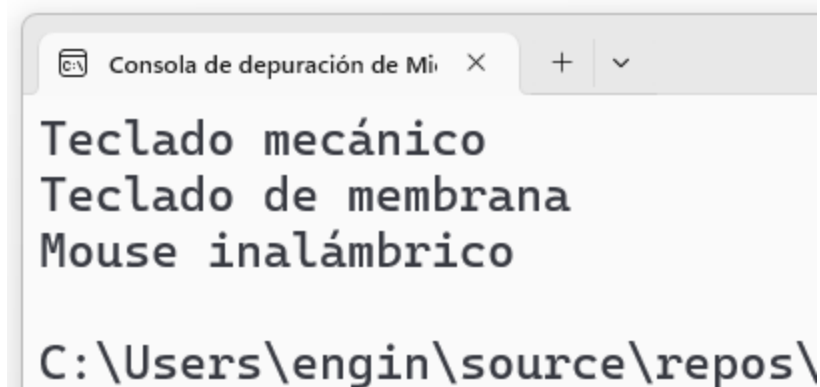 Consola de depuración de Mi
Teclado mecánico
Teclado de membrana
Mouse inalámbrico
C:\Users\engin\source\repos\